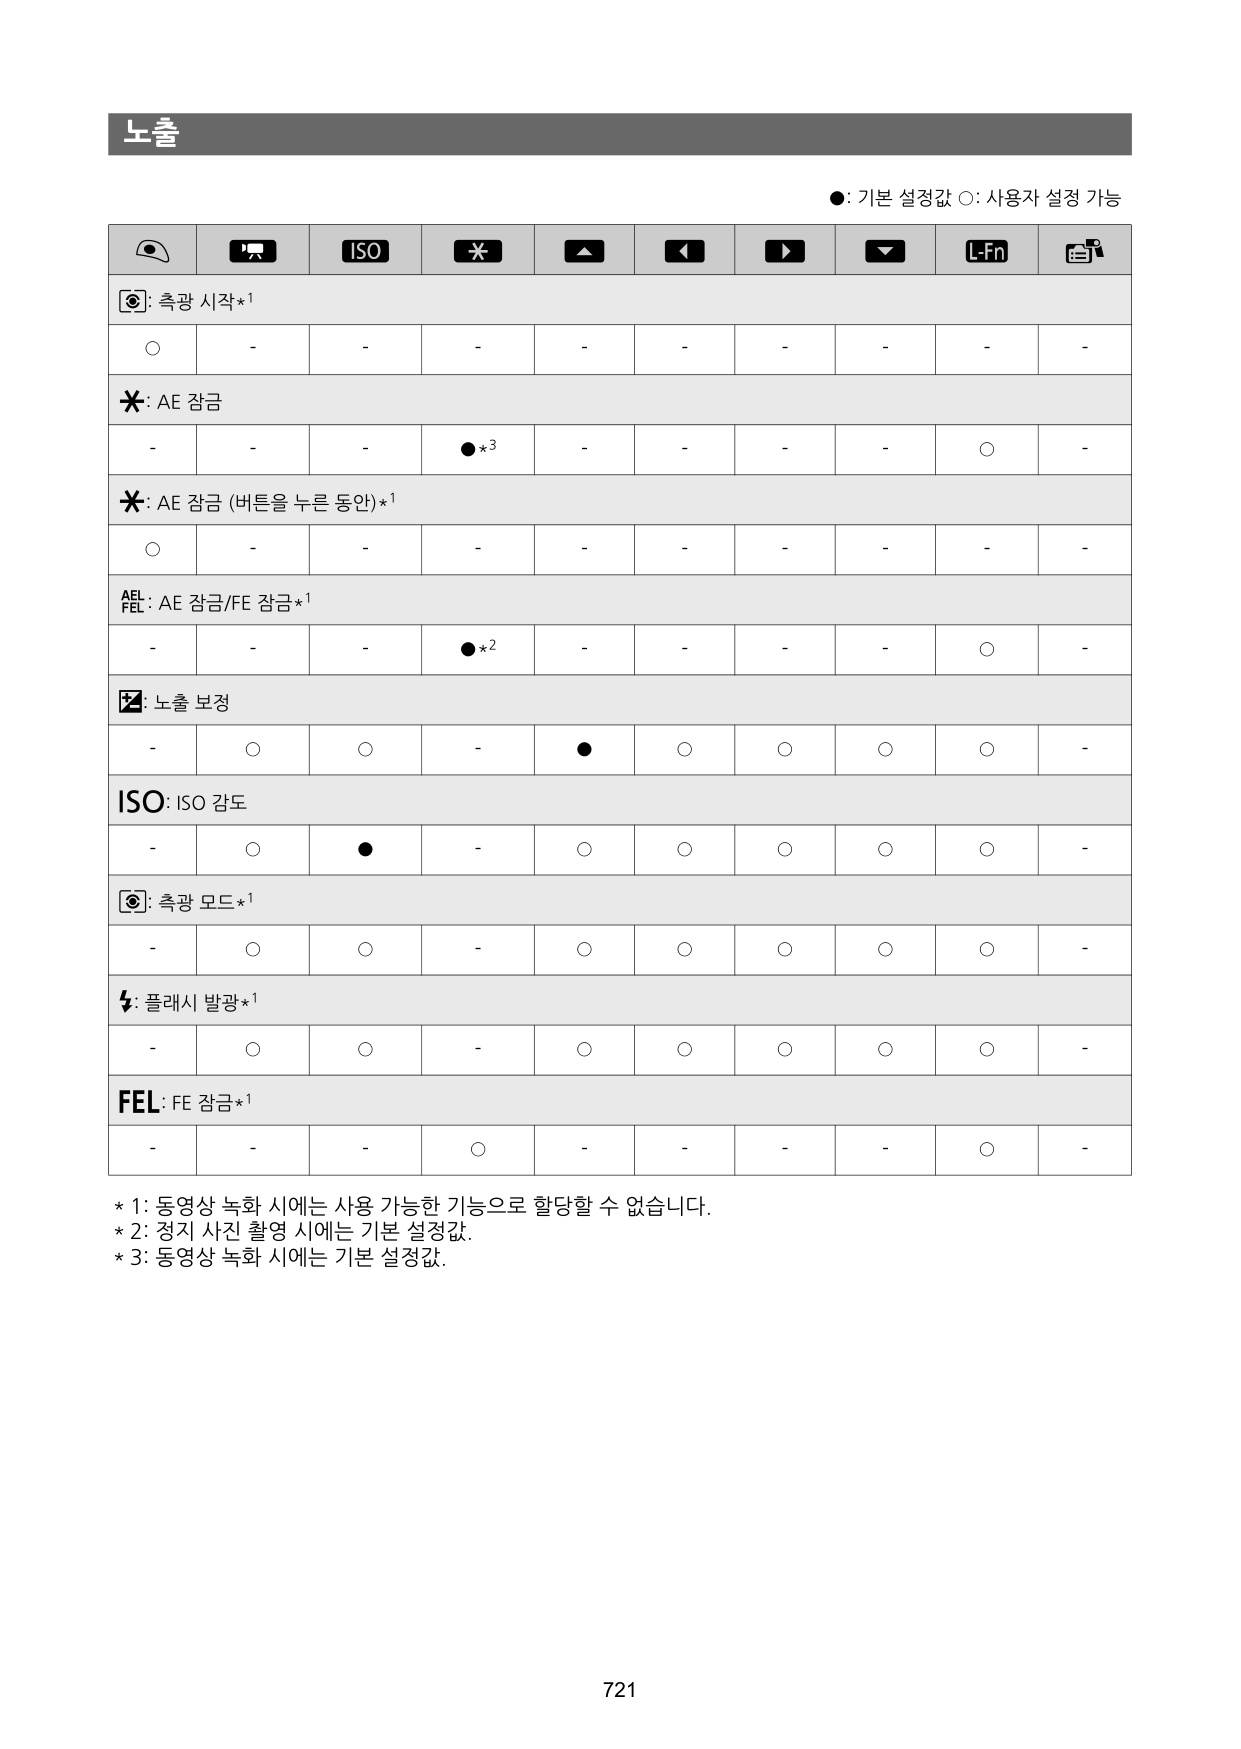 노출
●: 기본 설정값 ○: 사용자 설정 가능
ISO L-Fn
: 측광 시작*1
○ - - - - - - - - -
: AE 잠금
- - - ●*3 - - - - ○ -
: AE 잠금 (버튼을 누른 동안)*1
○ - - - - - - - - -
AEL FEL: AE 잠금/FE 잠금*1
- - - ●*2 - - - - ○ -
: 노출 보정
- ○ ○ - ● ○ ○ ○ ○ -
ISO: ISO 감도
- ○ ● - ○ ○ ○ ○ ○ -
: 측광 모드*1
- ○ ○ - ○ ○ ○ ○ ○ -
: 플래시 발광*1
- ○ ○ - ○ ○ ○ ○ ○ -
FEL: FE 잠금*1
- - - ○ - - - - ○ -
* 1: 동영상 녹화 시에는 사용 가능한 기능으로 할당할 수 없습니다.
* 2: 정지 사진 촬영 시에는 기본 설정값.
* 3: 동영상 녹화 시에는 기본 설정값.
721